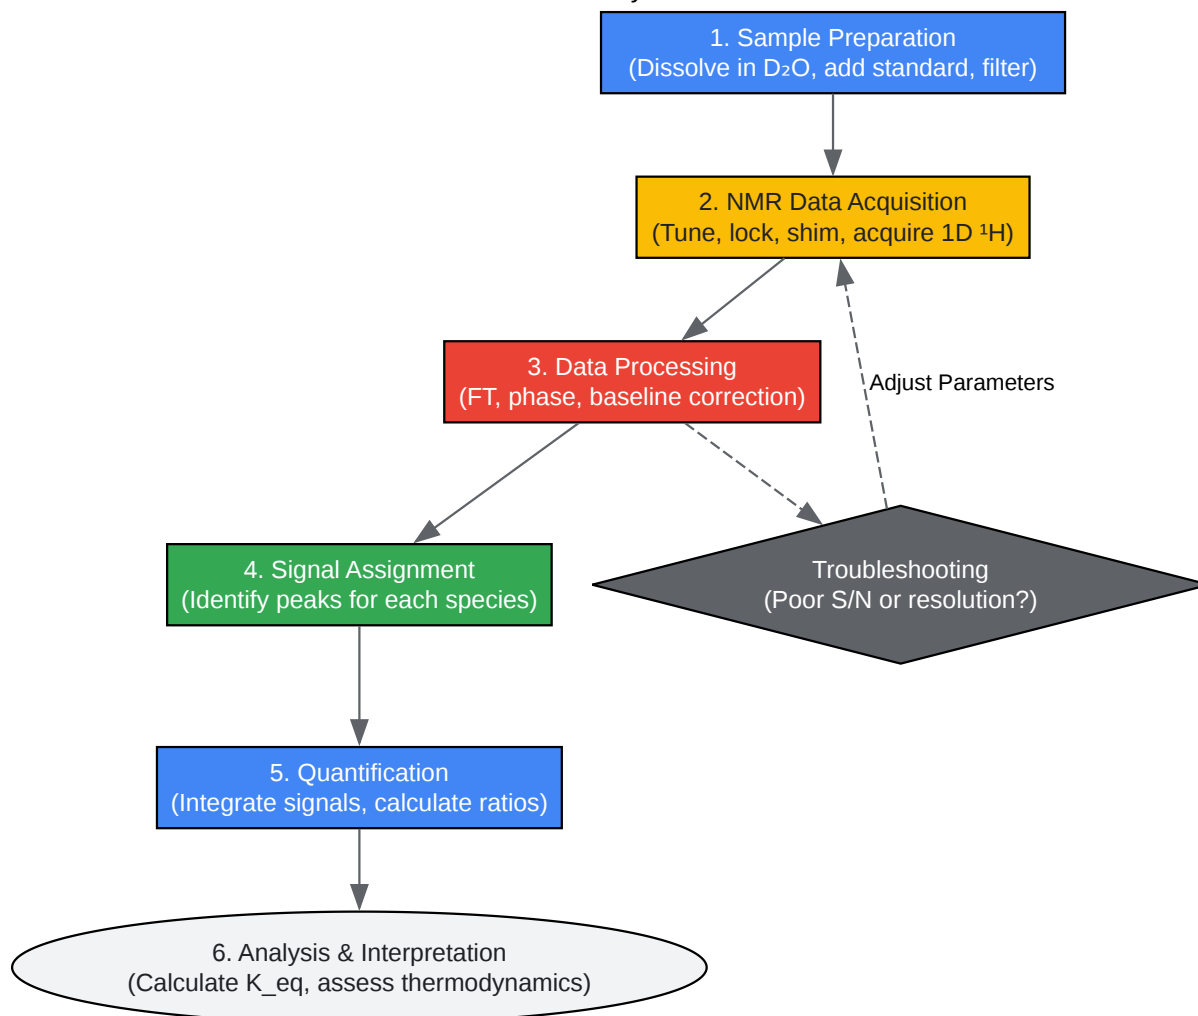 1. Sample Preparation
(Dissolve in D₂O, add standard, filter)
2. NMR Data Acquisition
(Tune, lock, shim, acquire 1D ¹H)
3. Data Processing
(FT, phase, baseline correction)
Adjust Parameters
4. Signal Assignment
(Identify peaks for each species)
Troubleshooting
(Poor S/N or resolution?)
5. Quantification
(Integrate signals, calculate ratios)
6. Analysis & Interpretation
(Calculate K_eq, assess thermodynamics)